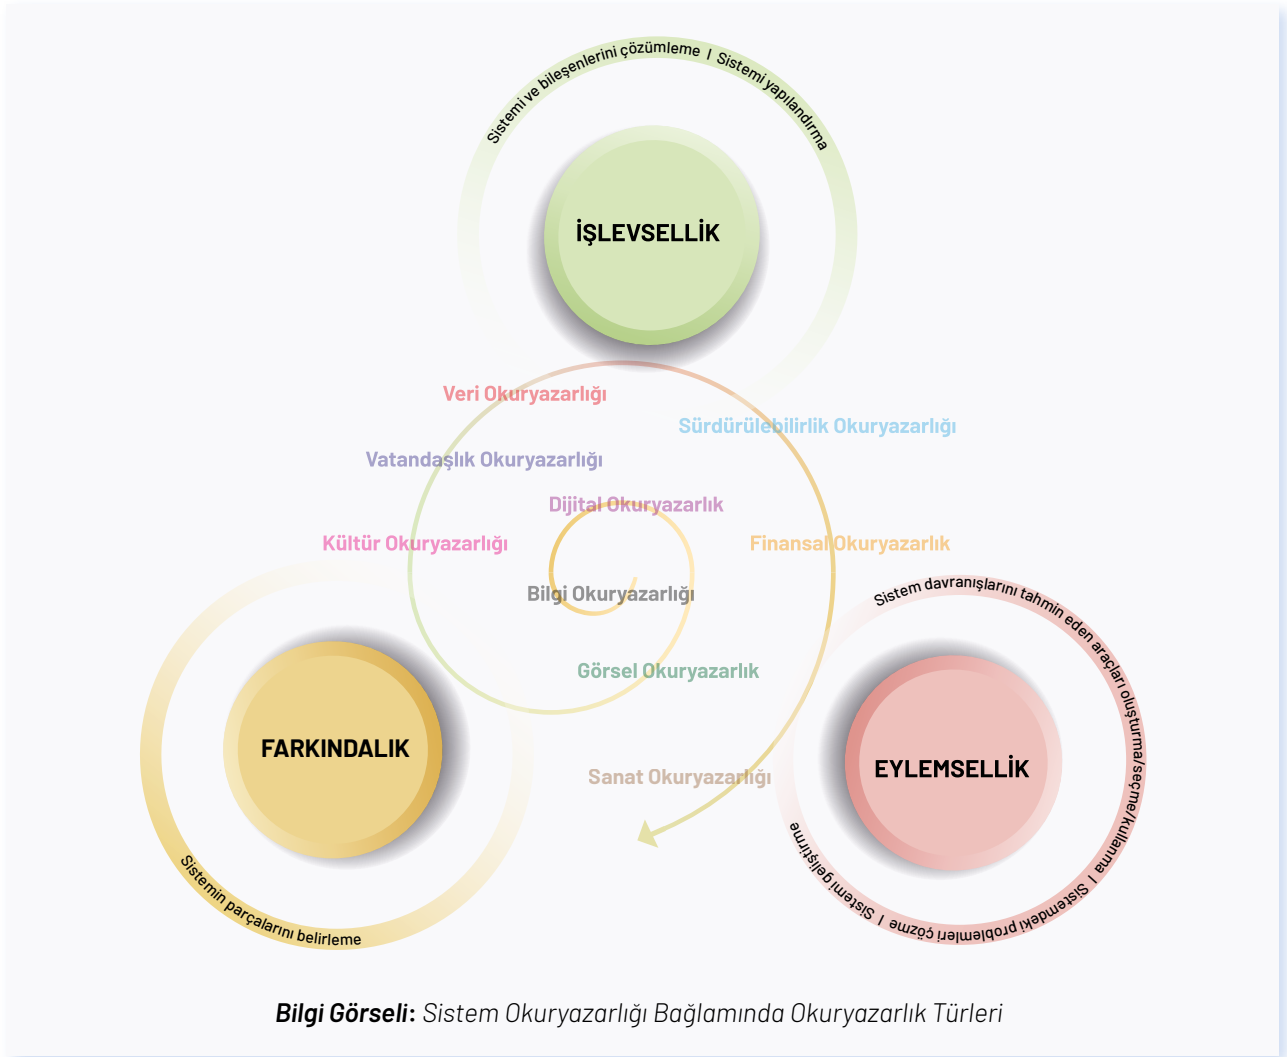 Sistemi ve bileşenlerini çözümleme I Sistemi yapılandırma
İŞLEVSELLİK
Veri Okuryazarlığı
Sürdürülebilirlik Okuryazarlığı
Vatandaşlık Okuryazarlığı
Dijital Okuryazarlık
Kültür Okuryazarlığı
Finansal Okuryazarlık
Bilgi Okuryazarlığı
Görsel Okuryazarlık
Sanat Okuryazarlığı
FARKINDALIK
Sistemin parçalarını belirleme
EYLEMSELLİK
Sistem davranışlarını tahmin eden araçları oluşturma/seçme/kullanma I Sistemdeki problemleri çözme I Sistemi geliştirme
Bilgi Görseli: Sistem Okuryazarlığı Bağlamında Okuryazarlık Türleri